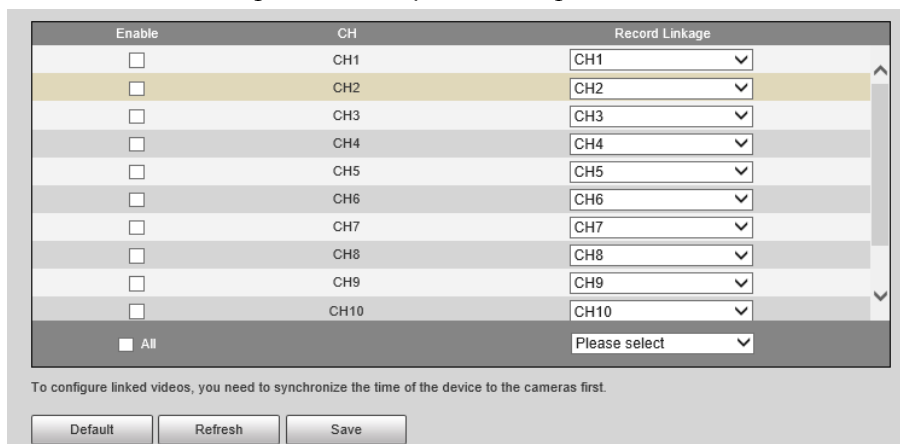 Enable CH Record Linkage
CH1 CH1
CH2 CH2
CH3 CH3
CH4 CH4
CH5 CH5
CH6 CH6
CH7 CH7
CH8 CH8
CH9 CH9
CH10 CH10
All Please select
To configure linked videos, you need to synchronize the time of the device to the cameras first.
Default Refresh Save